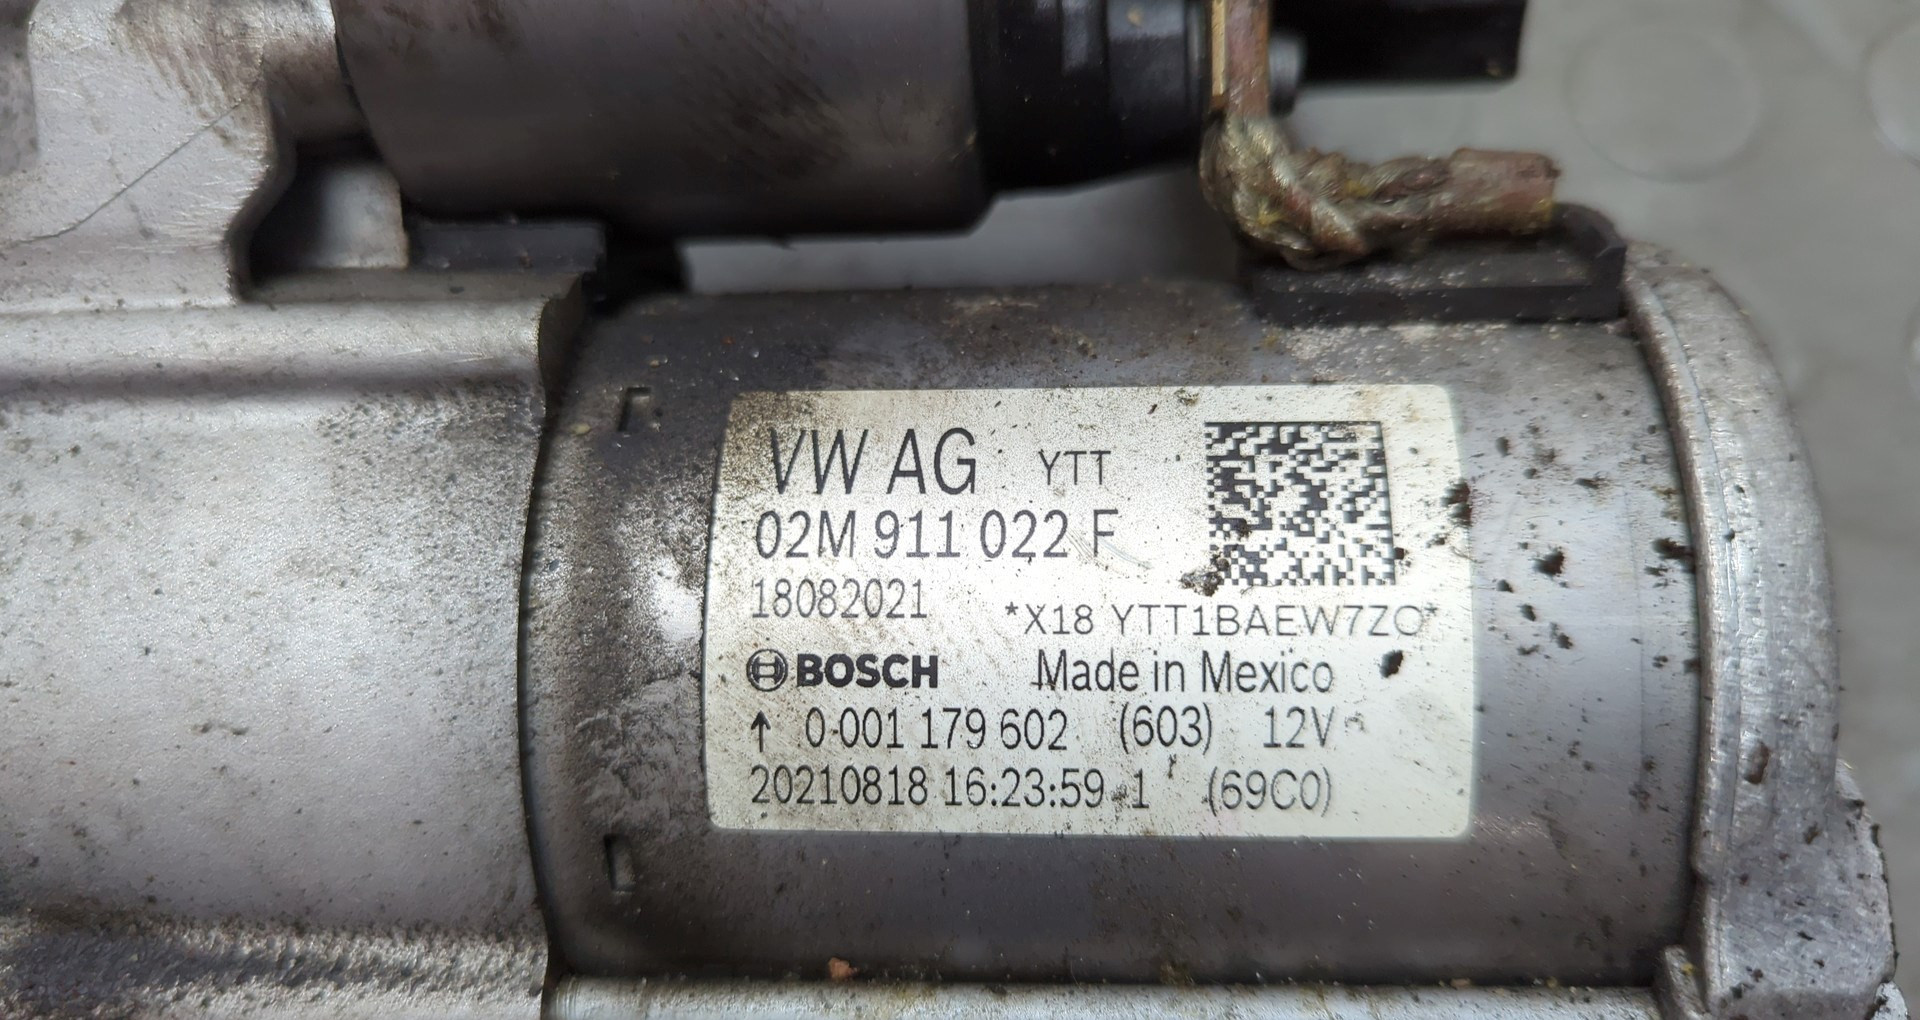 VW AG YTT
02M 911 022 F
18082021
*X18 YTT1BAEW7ZO*
BOSCH Made in Mexico
↑ 0 001 179 602 (603) 12V
20210818 16:23:59 1 (69C0)